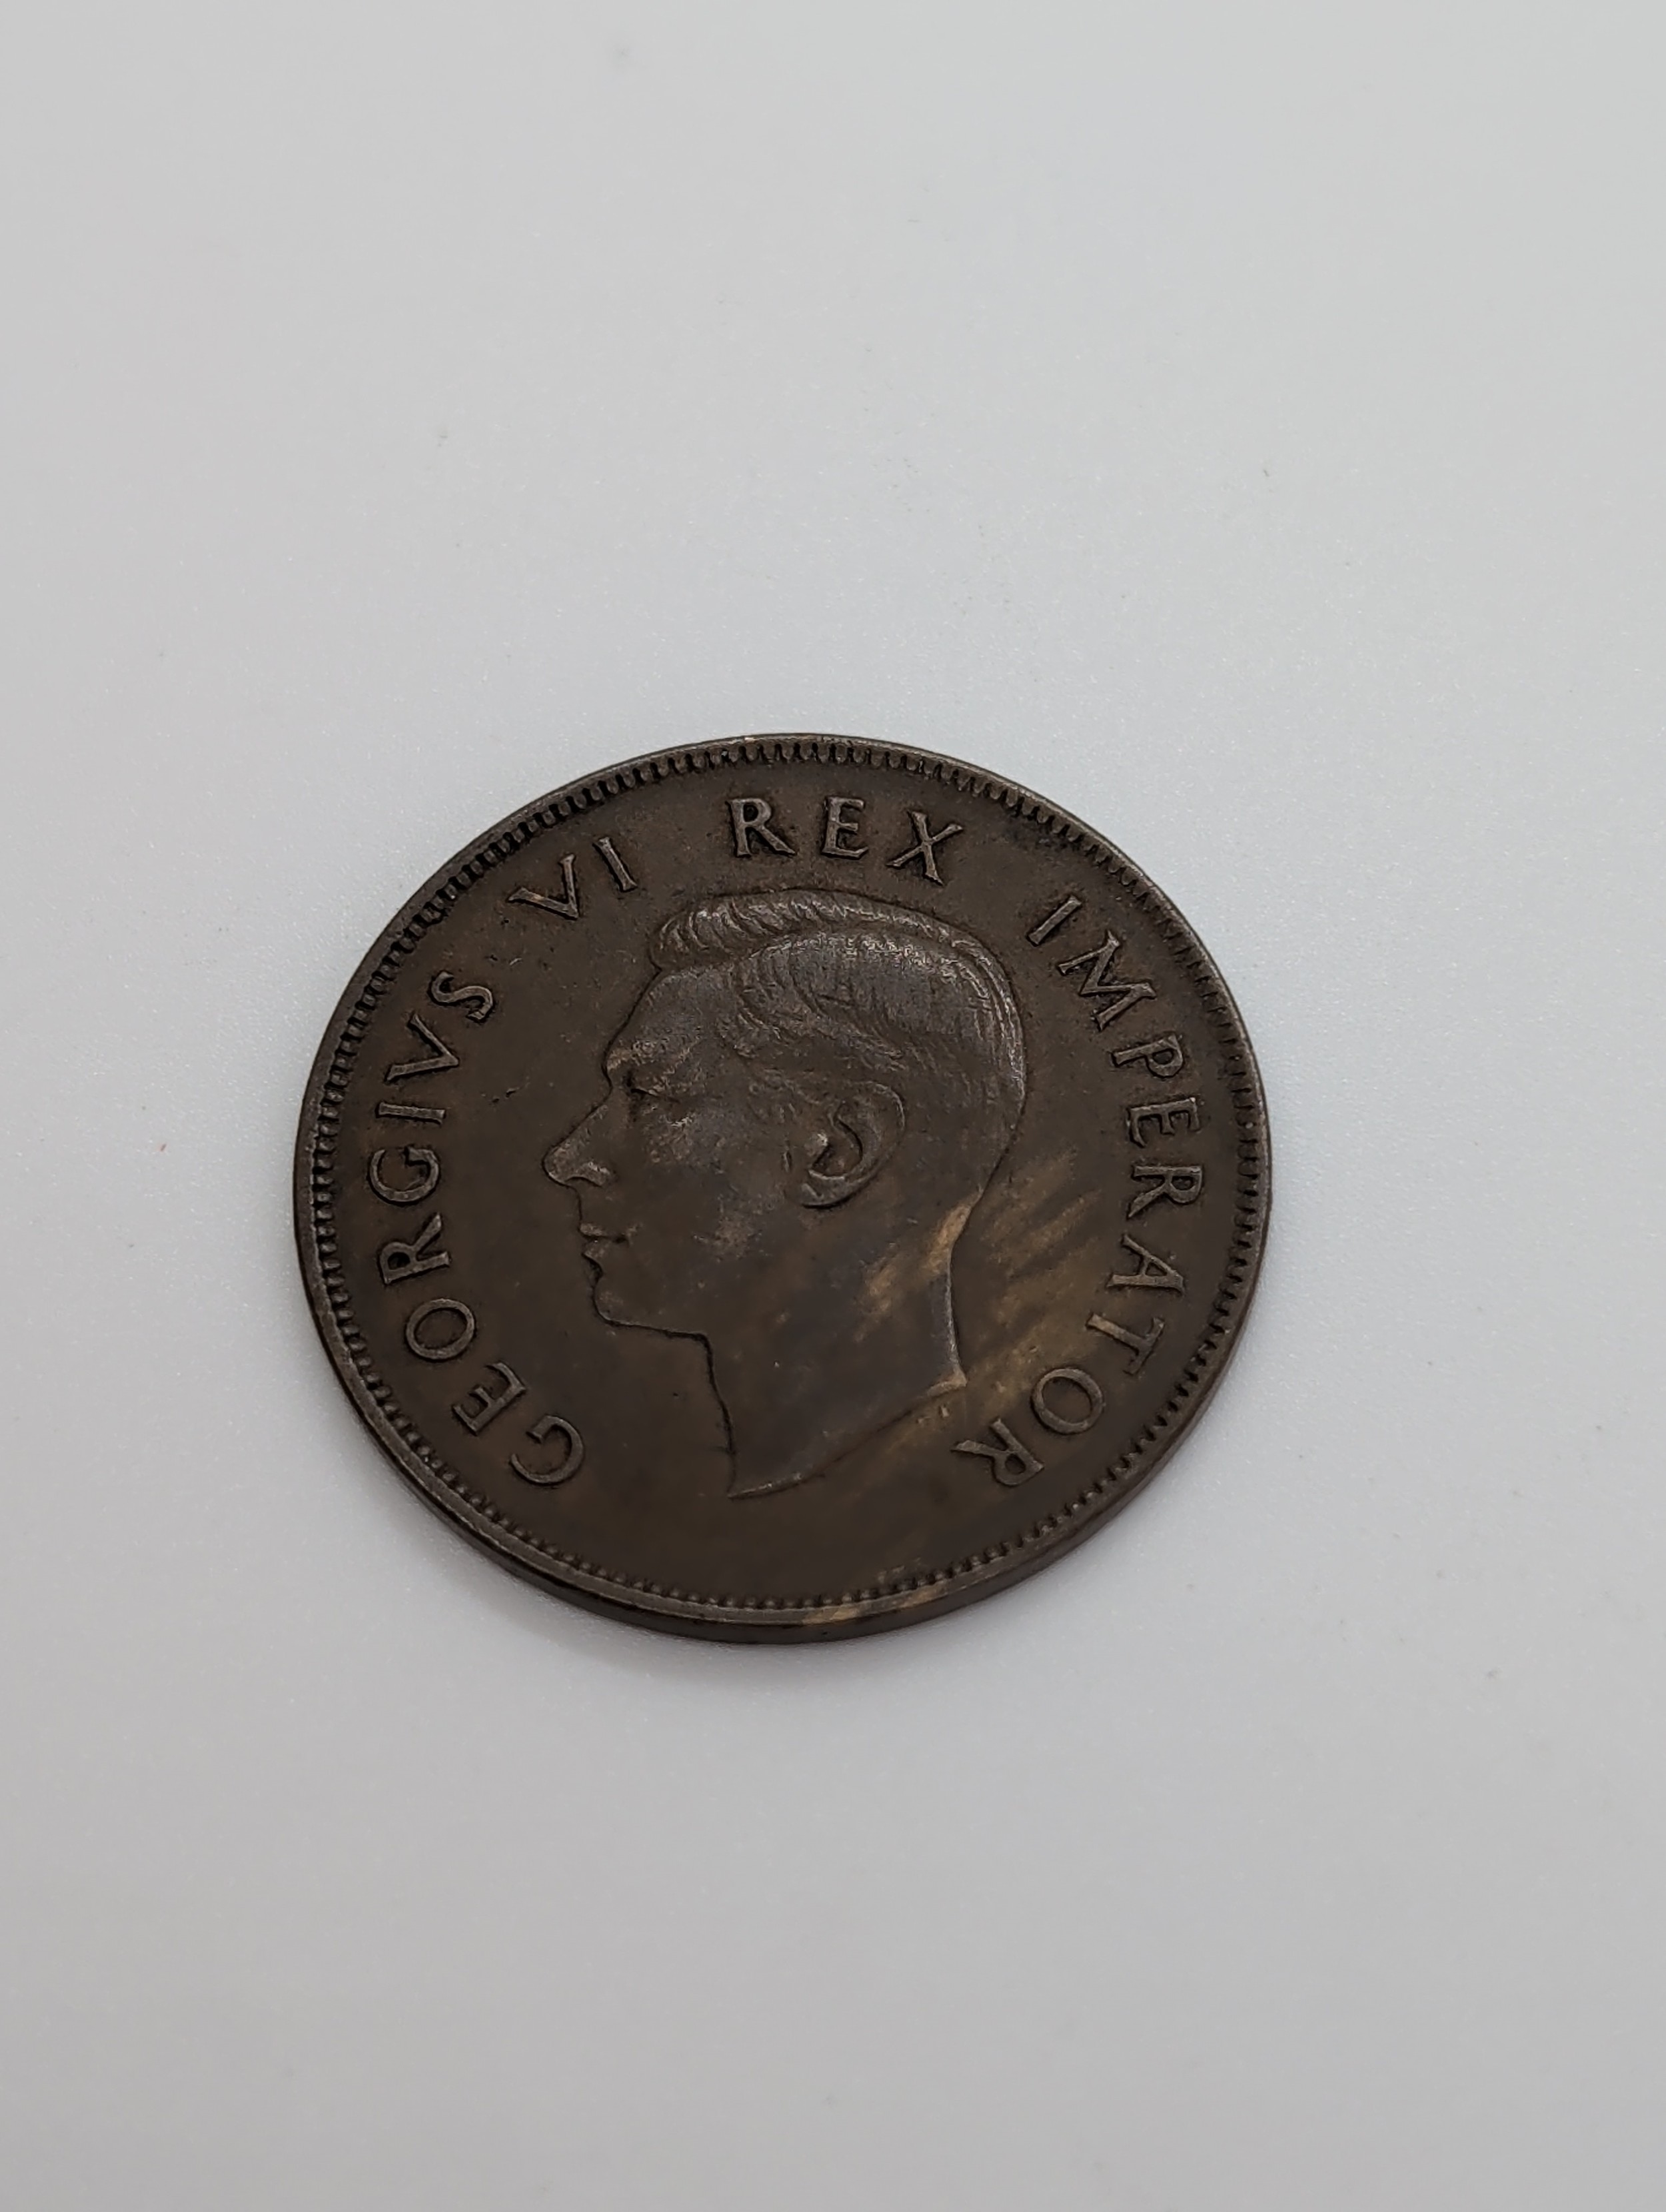 GEORGIVS VI REX IMPERATOR